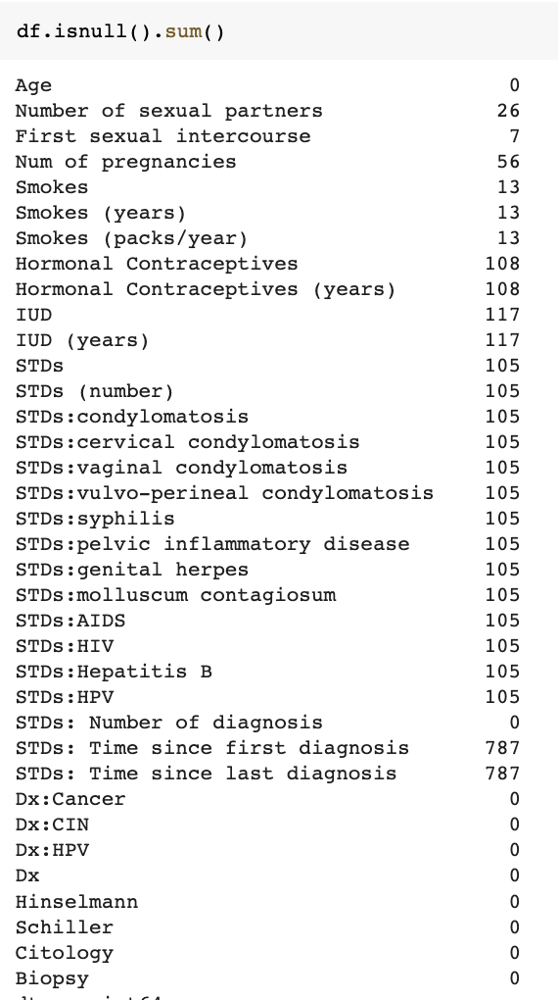 df.isnull().sum()
Age 0
Number of sexual partners 26
First sexual intercourse 7
Num of pregnancies 56
Smokes 13
Smokes (years) 13
Smokes (packs/year) 13
Hormonal Contraceptives 108
Hormonal Contraceptives (years) 108
IUD 117
IUD (years) 117
STDs 105
STDs (number) 105
STDs:condylomatosis 105
STDs:cervical condylomatosis 105
STDs:vaginal condylomatosis 105
STDs:vulvo-perineal condylomatosis 105
STDs:syphilis 105
STDs:pelvic inflammatory disease 105
STDs:genital herpes 105
STDs:molluscum contagiosum 105
STDs:AIDS 105
STDs:HIV 105
STDs:Hepatitis B 105
STDs:HPV 105
STDs: Number of diagnosis 0
STDs: Time since first diagnosis 787
STDs: Time since last diagnosis 787
Dx:Cancer 0
Dx:CIN 0
Dx:HPV 0
Dx 0
Hinselmann 0
Schiller 0
Citology 0
Biopsy 0